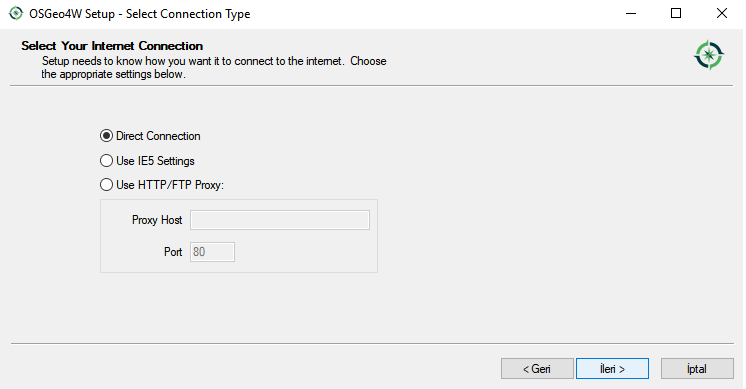 OSGeo4W Setup - Select Connection Type
Select Your Internet Connection
Setup needs to know how you want it to connect to the internet. Choose
the appropriate settings below.
Direct Connection
Use IE5 Settings
Use HTTP/FTP Proxy:
Proxy Host
Port 80
< Geri İleri > İptal